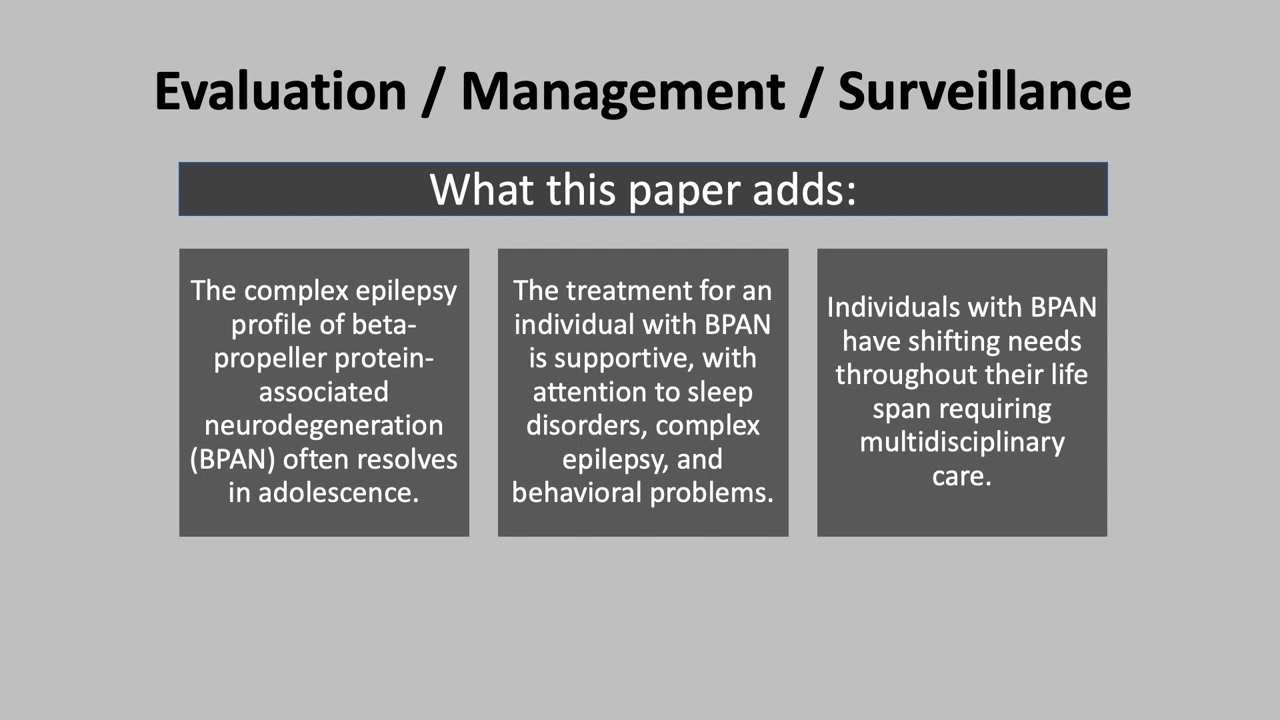 Evaluation / Management / Surveillance
What this paper adds:
The complex epilepsy
profile of beta-
propeller protein-
associated
neurodegeneration
(BPAN) often resolves
in adolescence.
The treatment for an
individual with BPAN
is supportive, with
attention to sleep
disorders, complex
epilepsy, and
behavioral problems.
Individuals with BPAN
have shifting needs
throughout their life
span requiring
multidisciplinary
care.